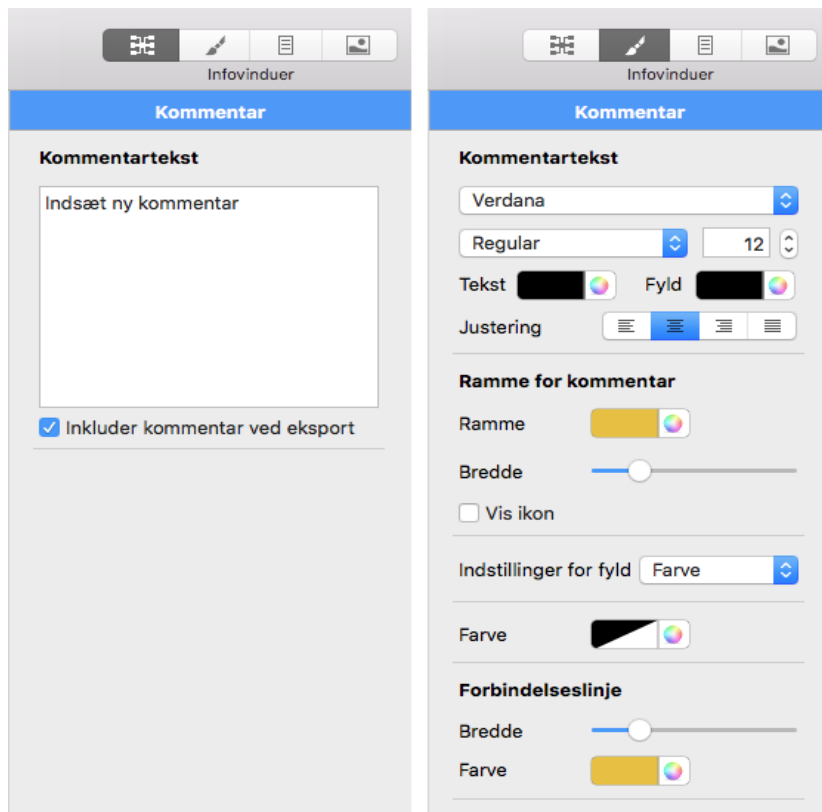 Infovinduer
Kommentar
Kommentartekst
Indsæt ny kommentar
Inkluder kommentar ved eksport
Infovinduer
Kommentar
Kommentartekst
Verdana
Regular 12
Tekst Fyld
Justering
Ramme for kommentar
Ramme
Bredde
Vis ikon
Indstillinger for fyld Farve
Farve
Forbindelseslinje
Bredde
Farve